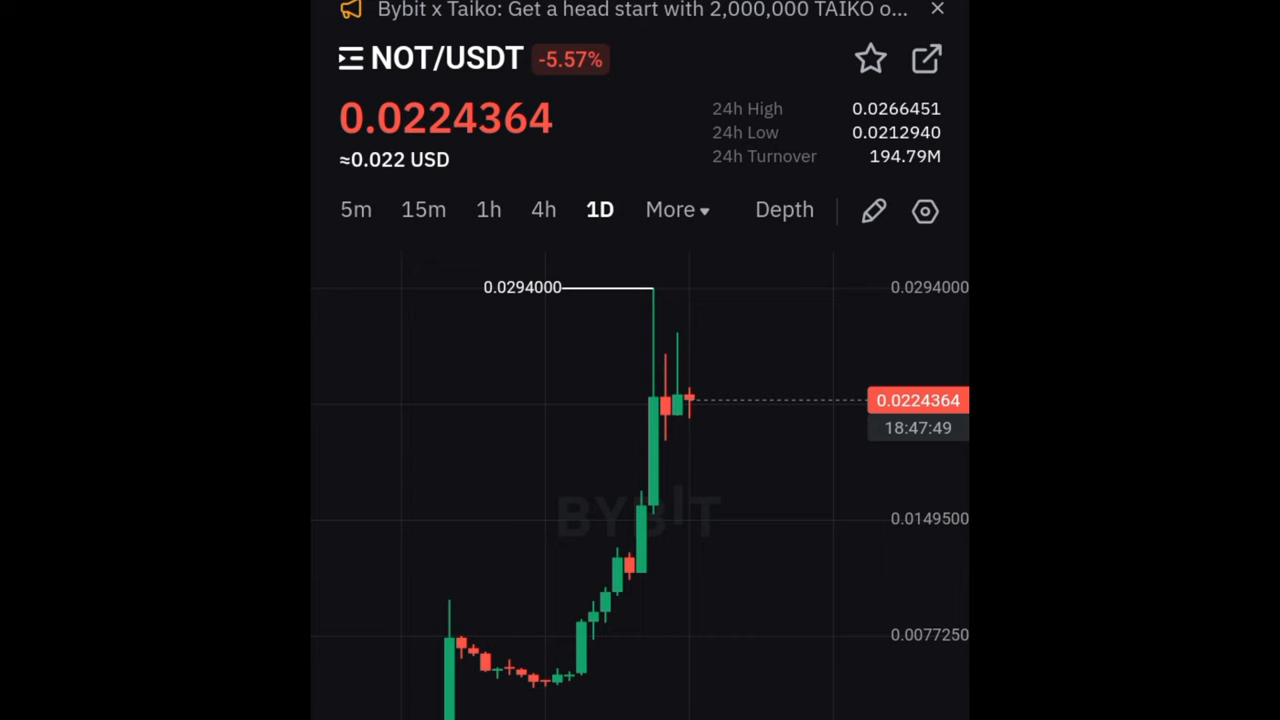 Bybit x Taiko: Get a head start with 2,000,000 TAIKO o...
NOT/USDT -5.57%
0.0224364
≈0.022 USD
24h High 0.0266451
24h Low 0.0212940
24h Turnover 194.79M
5m 15m 1h 4h 1D More Depth
0.0294000 0.0294000
0.0224364
18:47:49
BYBIT
0.0149500
0.0077250